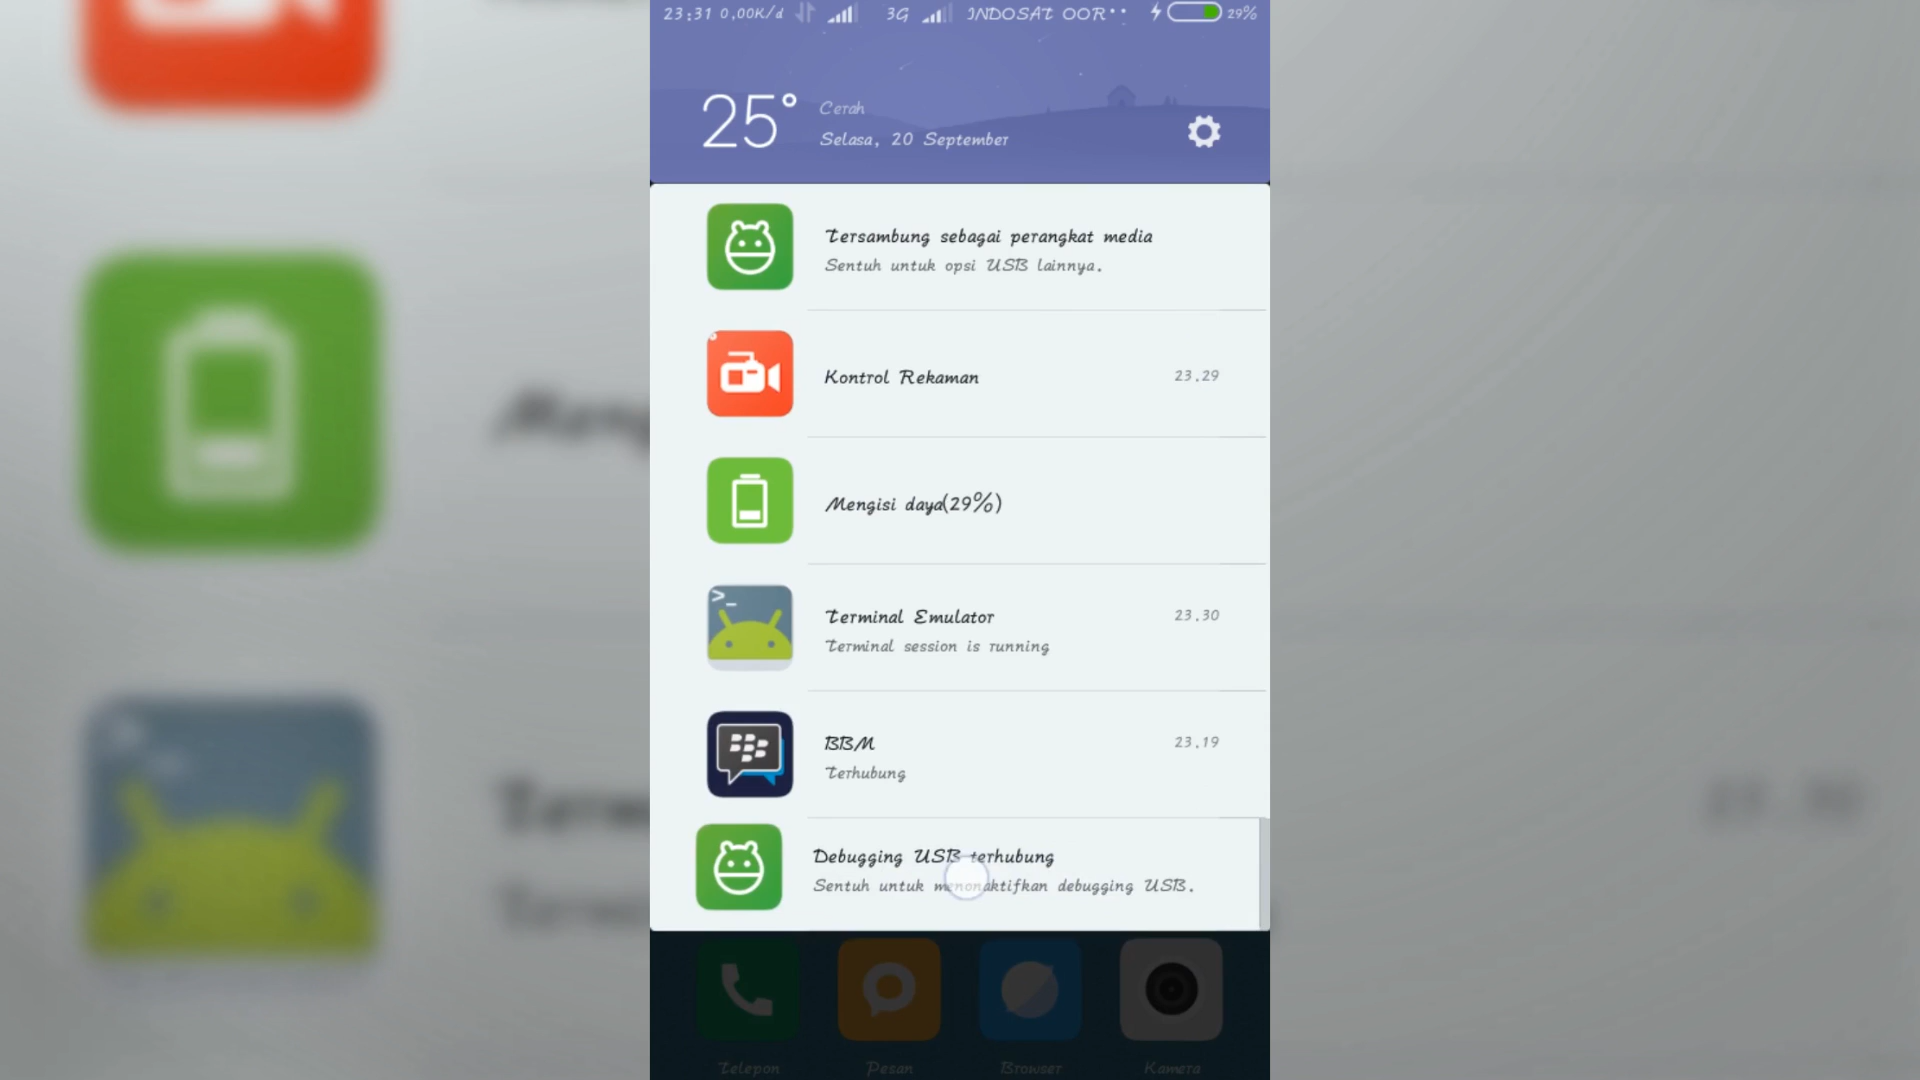 23:31 0,00K/d 3G INDOSAT OOR•• 29%
25°
Cerah
Selasa, 20 September
Tersambung sebagai perangkat media
Sentuh untuk opsi USB lainnya.
Kontrol Rekaman 23.29
Mengisi daya(29%)
Terminal Emulator 23.30
Terminal session is running
BBM 23.19
Terhubung
Debugging USB terhubung
Sentuh untuk menonaktifkan debugging USB.
Telepon Pesan Browser Kamera